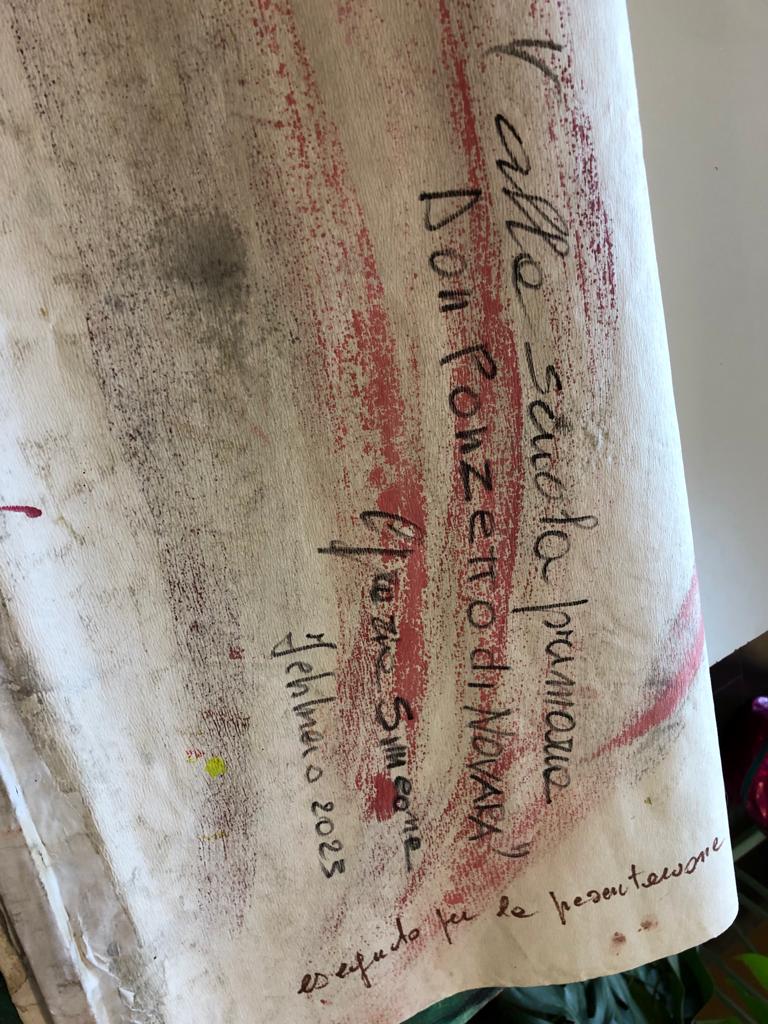 "alla scuola primaria
Don Ponzetto di NOVARA"
Grazie Simeone
febbraio 2023
eseguito per la presentazione